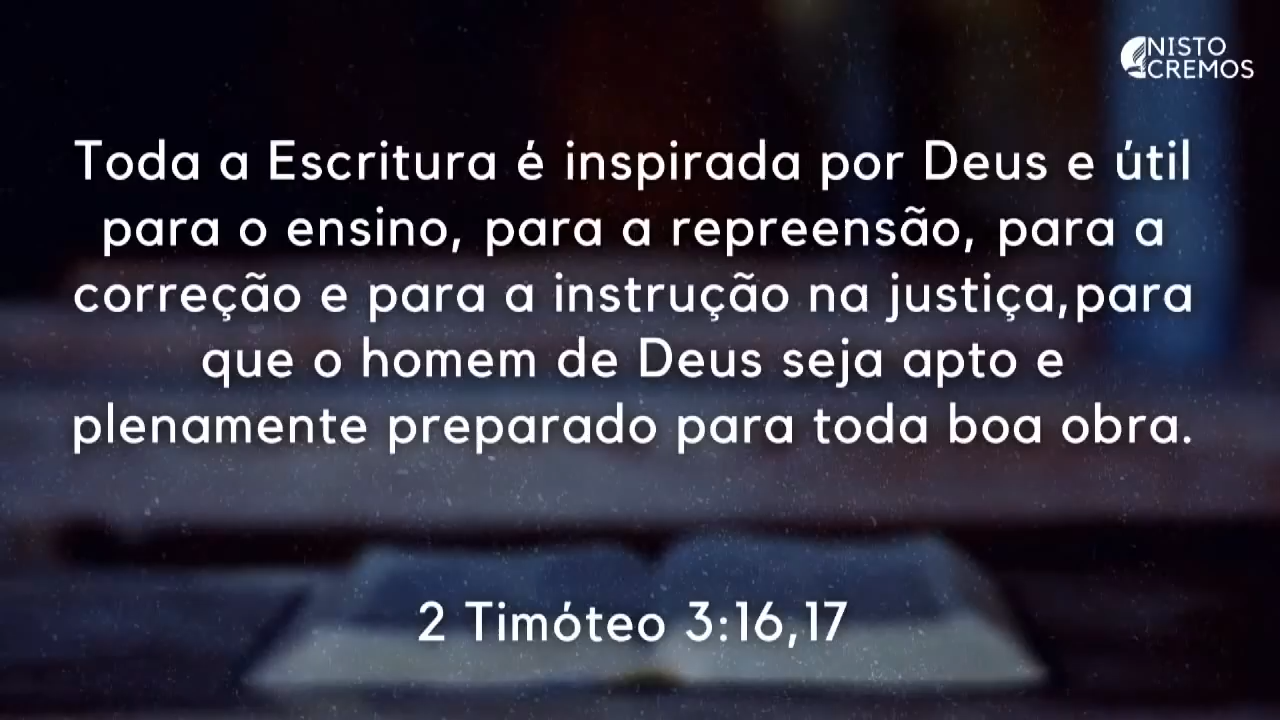 NISTO
CREMOS
Toda a Escritura é inspirada por Deus e útil
para o ensino, para a repreensão, para a
correção e para a instrução na justiça,para
que o homem de Deus seja apto e
plenamente preparado para toda boa obra.
2 Timóteo 3:16,17